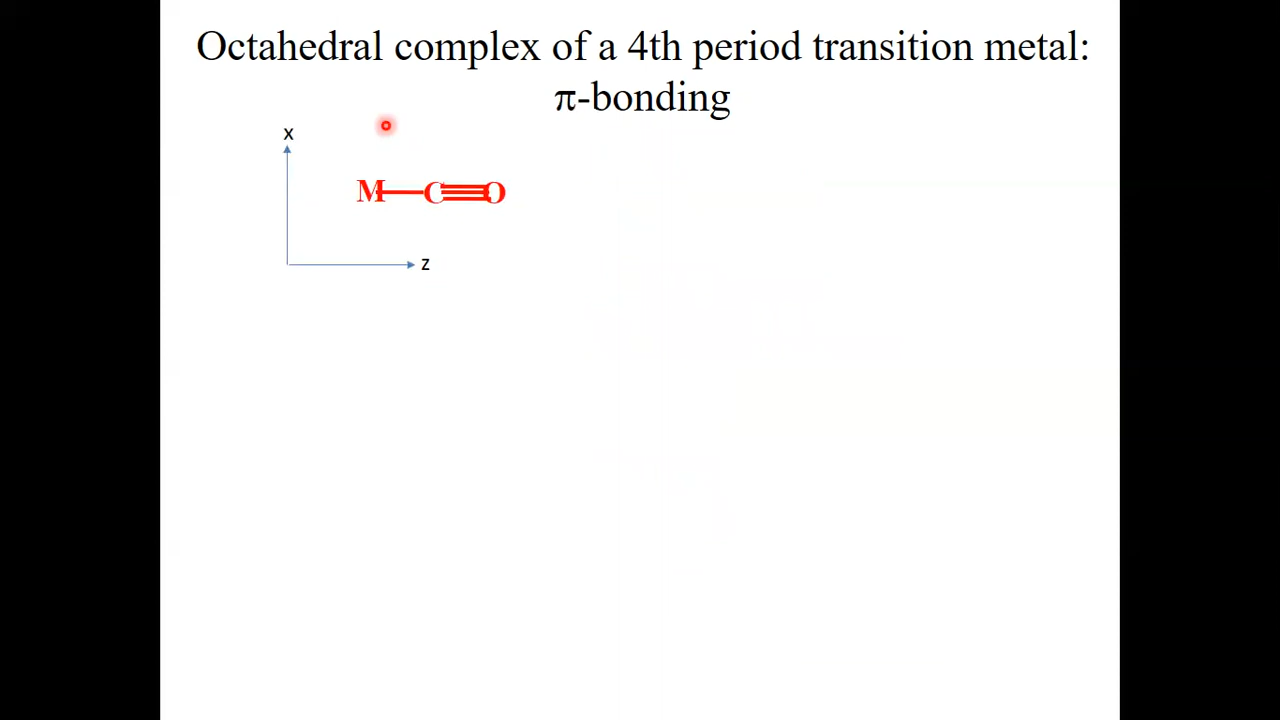 Octahedral complex of a 4th period transition metal:
π-bonding
x
M—C≡O
z